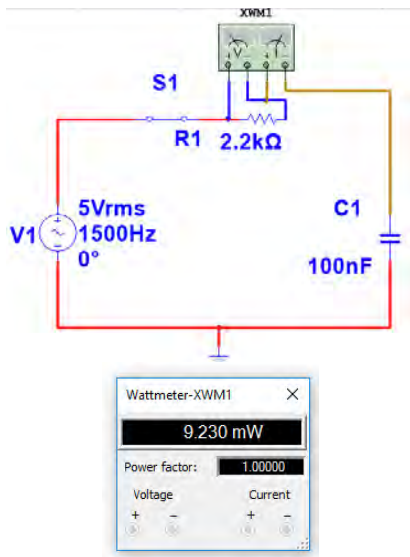 XWM1
V I
+ - + -
S1
R1 2.2kΩ
V1
5Vrms
1500Hz
0°
+
-
C1
100nF
Wattmeter-XWM1 ×
9.230 mW
Power factor: 1.00000
Voltage Current
+ - + -